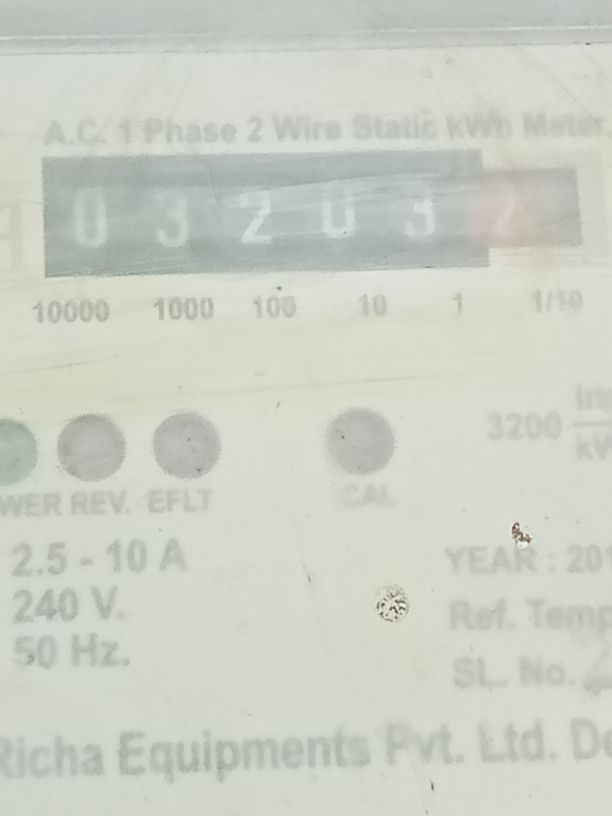 A.C. 1 Phase 2 Wire Static kWh Meter
0 3 2 0 3
10000 1000 100 10 1 1/10
3200
WER REV. EFLT CAL
2.5 - 10 A
240 V.
50 Hz.
YEAR : 201
Ref. Temp
SL. No.
Richa Equipments Pvt. Ltd.